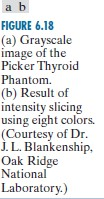 a b
FIGURE 6.18
(a) Grayscale
image of the
Picker Thyroid
Phantom.
(b) Result of
intensity slicing
using eight colors.
(Courtesy of Dr.
J. L. Blankenship,
Oak Ridge
National
Laboratory.)